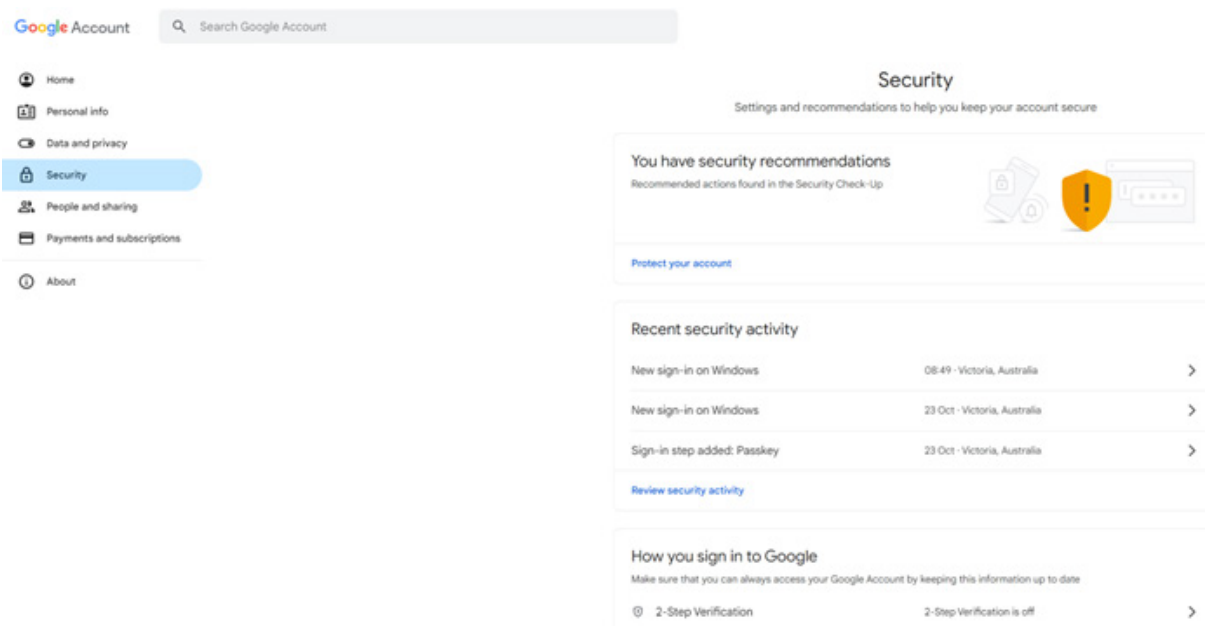 Google Account
Search Google Account
Home
Personal info
Data and privacy
Security
People and sharing
Payments and subscriptions
About
Security
Settings and recommendations to help you keep your account secure
You have security recommendations
Recommended actions found in the Security Check-Up
Protect your account
Recent security activity
New sign-in on Windows 08:49 · Victoria, Australia
New sign-in on Windows 23 Oct · Victoria, Australia
Sign-in step added: Passkey 23 Oct · Victoria, Australia
Review security activity
How you sign in to Google
Make sure that you can always access your Google Account by keeping this information up to date
2-Step Verification 2-Step Verification is off